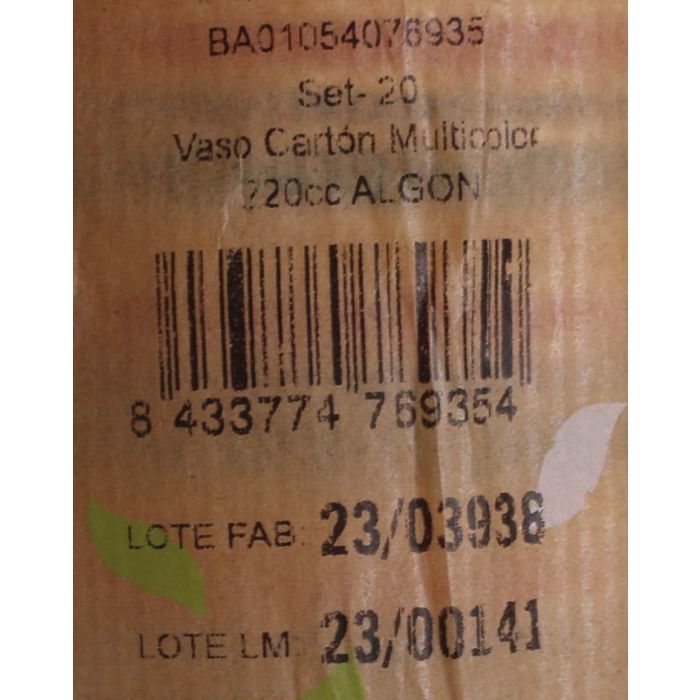 BA01054076935
Set- 20
Vaso Cartón Multicolor
220cc ALGON
8 433774 769354
LOTE FAB: 23/03938
LOTE LM: 23/00141